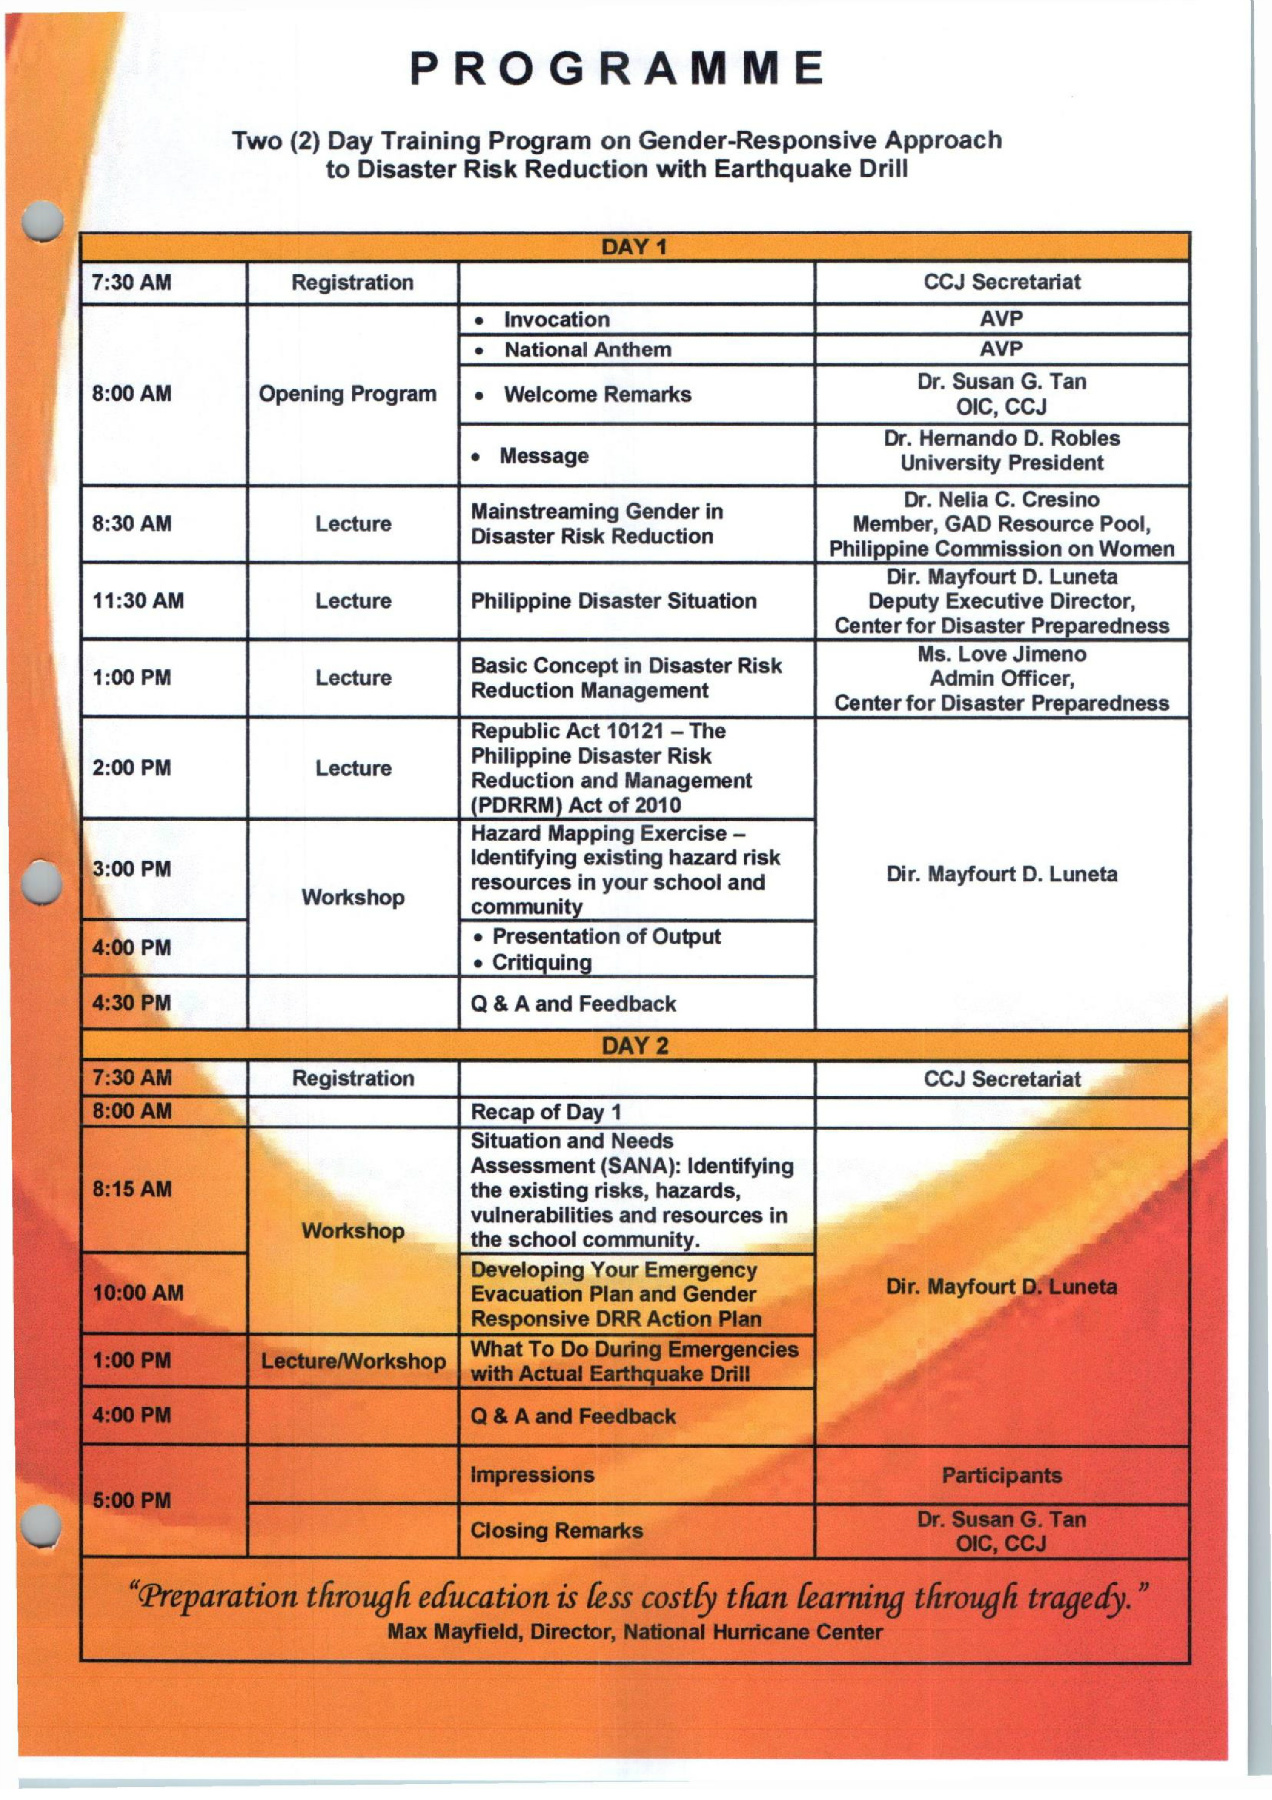 PROGRAMME
Two (2) Day Training Program on Gender-Responsive Approach
to Disaster Risk Reduction with Earthquake Drill
DAY 1
7:30 AM
Registration
CCJ Secretariat
8:00 AM
Opening Program
• Invocation
AVP
• National Anthem
AVP
• Welcome Remarks
Dr. Susan G. Tan
OIC, CCJ
• Message
Dr. Hernando D. Robles
University President
8:30 AM
Lecture
Mainstreaming Gender in
Disaster Risk Reduction
Dr. Nelia C. Cresino
Member, GAD Resource Pool,
Philippine Commission on Women
11:30 AM
Lecture
Philippine Disaster Situation
Dir. Mayfourt D. Luneta
Deputy Executive Director,
Center for Disaster Preparedness
1:00 PM
Lecture
Basic Concept in Disaster Risk
Reduction Management
Ms. Love Jimeno
Admin Officer,
Center for Disaster Preparedness
2:00 PM
Lecture
Republic Act 10121 – The
Philippine Disaster Risk
Reduction and Management
(PDRRM) Act of 2010
Dir. Mayfourt D. Luneta
3:00 PM
Workshop
Hazard Mapping Exercise –
Identifying existing hazard risk
resources in your school and
community
4:00 PM
• Presentation of Output
• Critiquing
4:30 PM
Q & A and Feedback
DAY 2
7:30 AM
Registration
CCJ Secretariat
8:00 AM
Recap of Day 1
8:15 AM
Workshop
Situation and Needs
Assessment (SANA): Identifying
the existing risks, hazards,
vulnerabilities and resources in
the school community.
Dir. Mayfourt D. Luneta
10:00 AM
Developing Your Emergency
Evacuation Plan and Gender
Responsive DRR Action Plan
1:00 PM
Lecture/Workshop
What To Do During Emergencies
with Actual Earthquake Drill
4:00 PM
Q & A and Feedback
5:00 PM
Impressions
Participants
Closing Remarks
Dr. Susan G. Tan
OIC, CCJ
“Preparation through education is less costly than learning through tragedy.”
Max Mayfield, Director, National Hurricane Center